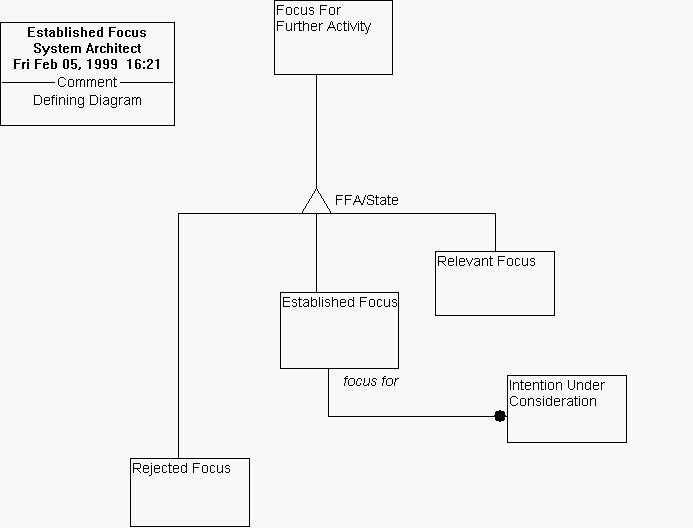 Established Focus
System Architect
Fri Feb 05, 1999 16:21
Comment
Defining Diagram
Focus For
Further Activity
FFA/State
Relevant Focus
Established Focus
focus for
Intention Under
Consideration
Rejected Focus